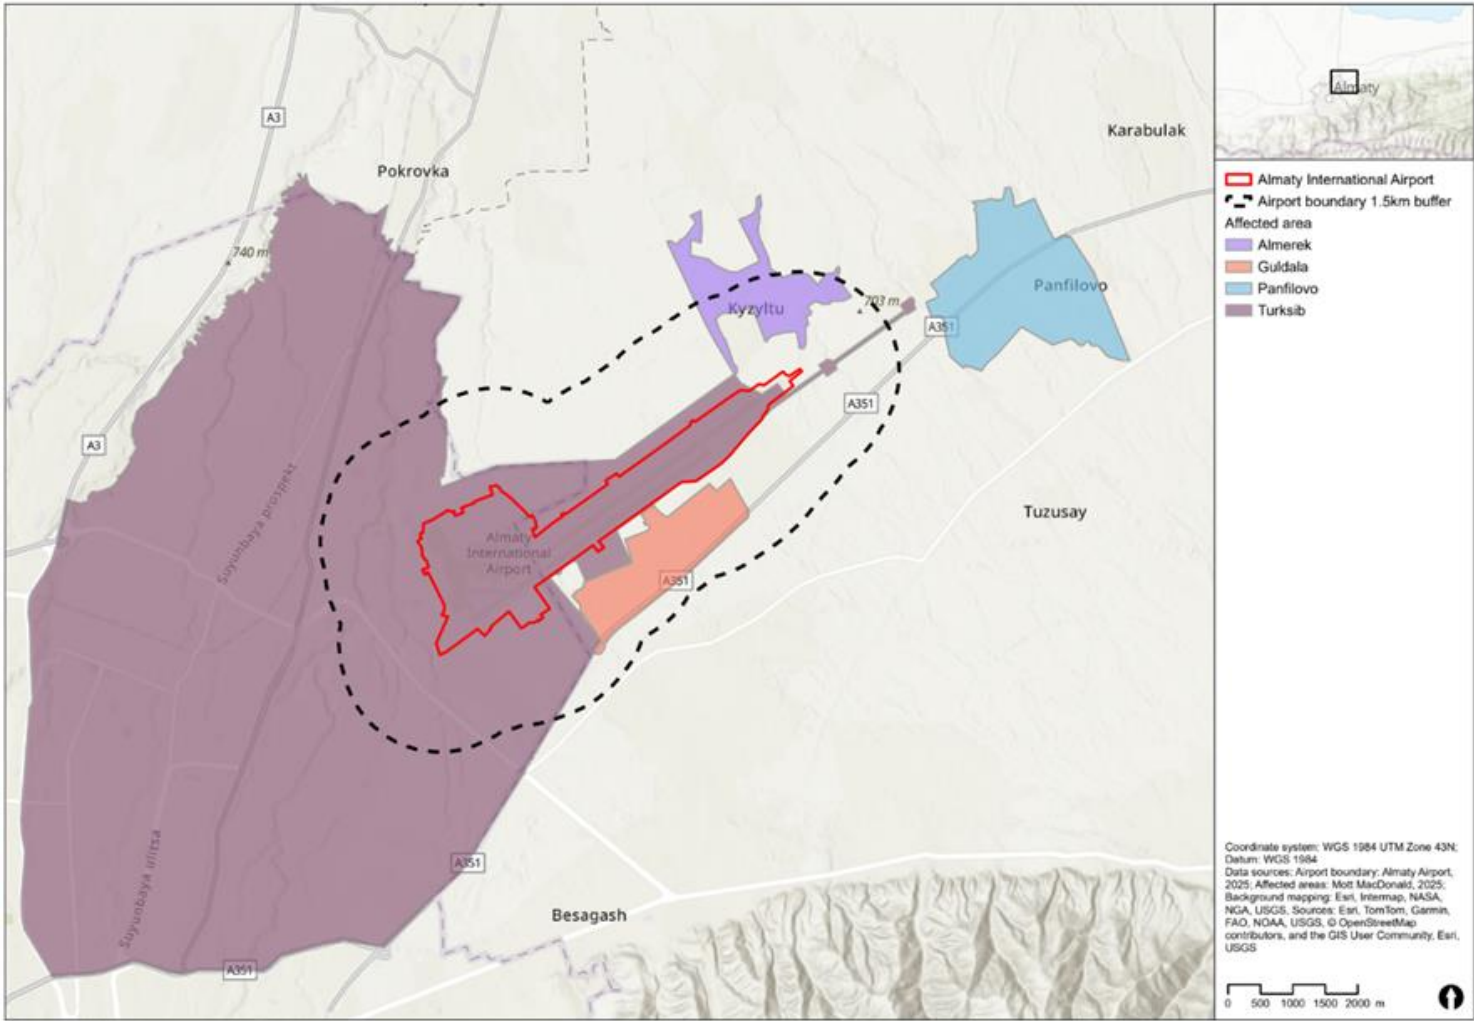 A3
Pokrovka
Karabulak
740 m
Kyzyltu
703 m
A351
Panfilovo
A3
A351
Suyunbaya prospekt
Almaty
International
Airport
Tuzusay
A351
Suyunbaya ulitsa
A351
Besagash
A351
Almaty
Almaty International Airport
Airport boundary 1.5km buffer
Affected area
Almerek
Guldala
Panfilovo
Turksib
Coordinate system: WGS 1984 UTM Zone 43N;
Datum: WGS 1984
Data sources: Airport boundary: Almaty Airport,
2025; Affected areas: Mott MacDonald, 2025;
Background mapping: Esri, Intermap, NASA,
NGA, USGS, Sources: Esri, TomTom, Garmin,
FAO, NOAA, USGS, © OpenStreetMap
contributors, and the GIS User Community, Esri,
USGS
0 500 1000 1500 2000 m